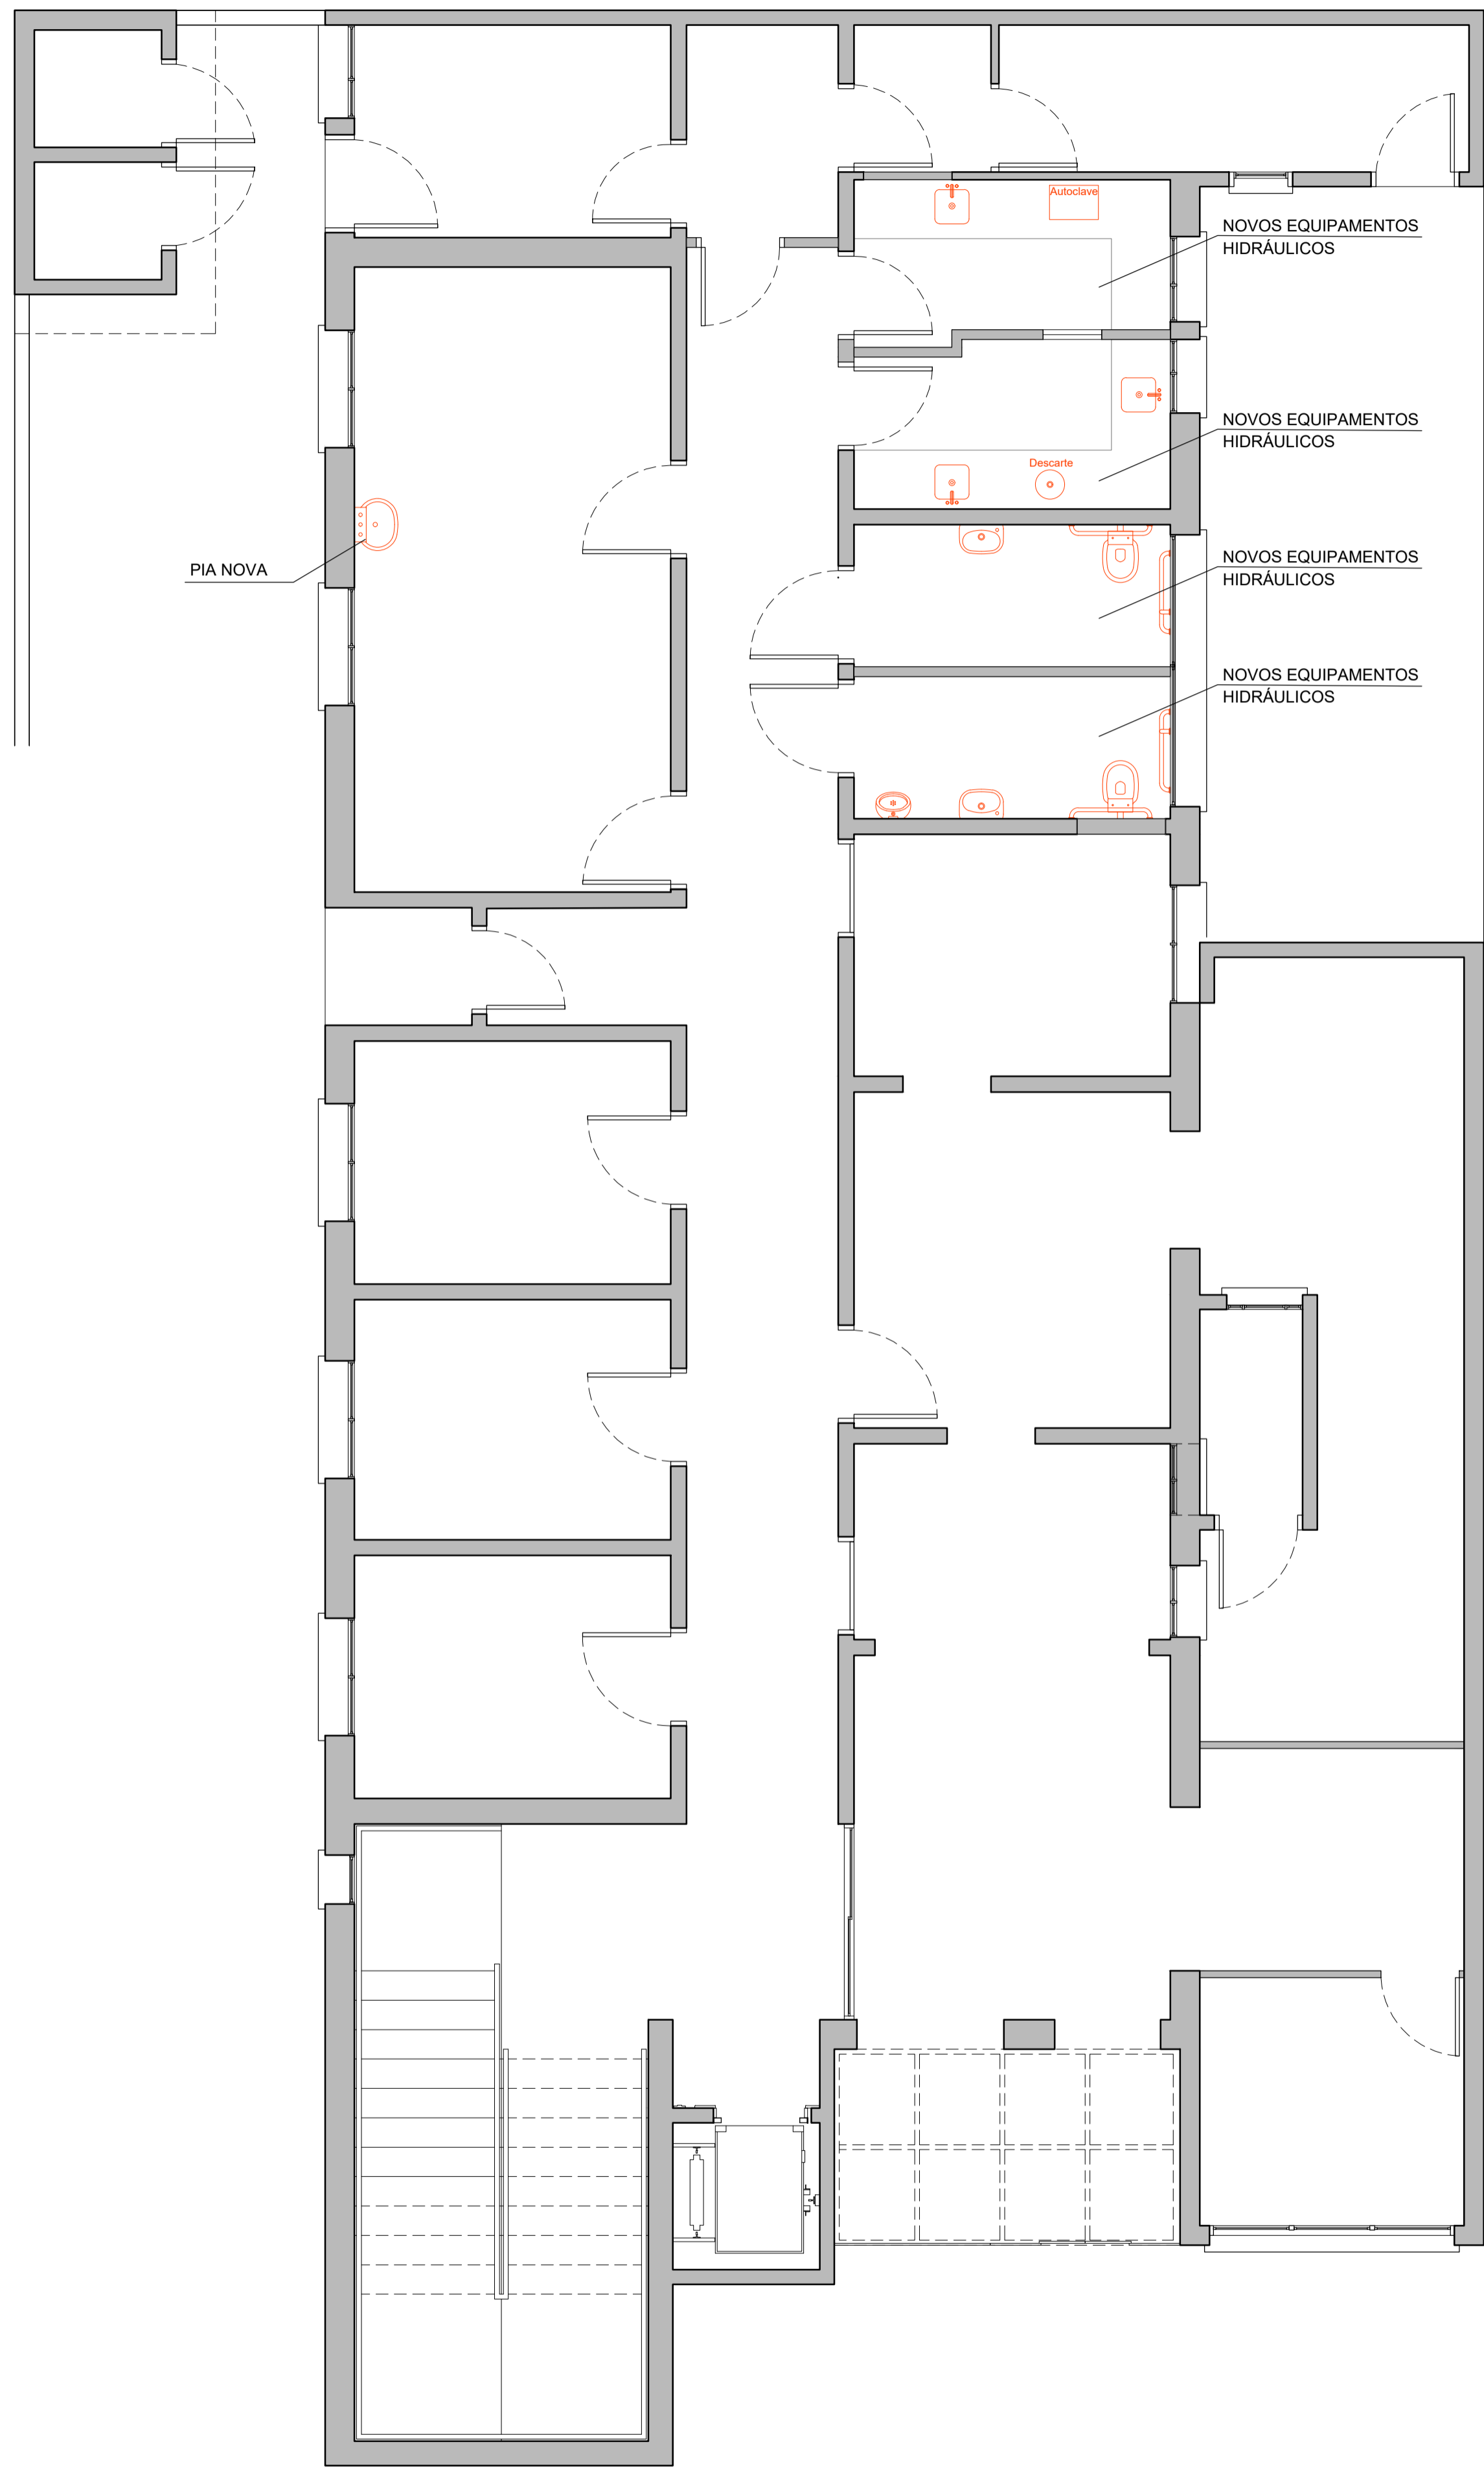 Autoclave
NOVOS EQUIPAMENTOS
HIDRÁULICOS
NOVOS EQUIPAMENTOS
HIDRÁULICOS
Descarte
PIA NOVA
NOVOS EQUIPAMENTOS
HIDRÁULICOS
NOVOS EQUIPAMENTOS
HIDRÁULICOS